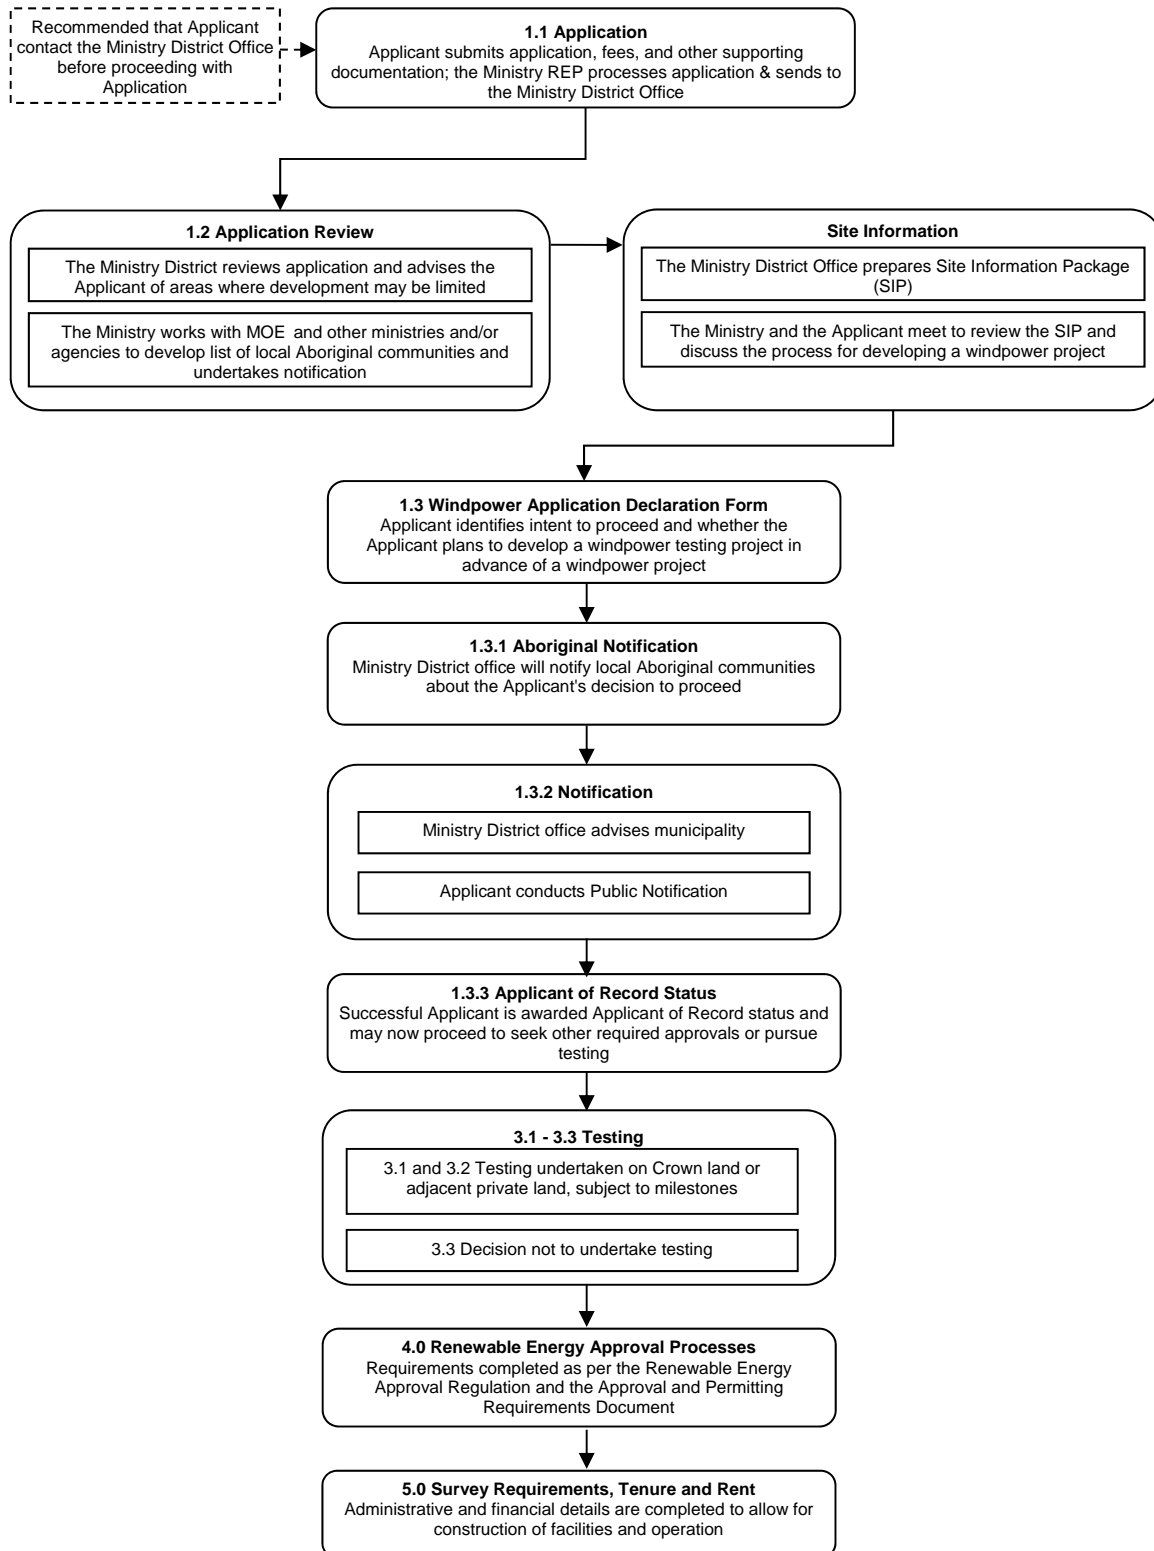 Recommended that Applicant
contact the Ministry District Office
before proceeding with
Application
1.1 Application
Applicant submits application, fees, and other supporting
documentation; the Ministry REP processes application & sends to
the Ministry District Office
1.2 Application Review
The Ministry District reviews application and advises the
Applicant of areas where development may be limited
The Ministry works with MOE and other ministries and/or
agencies to develop list of local Aboriginal communities and
undertakes notification
Site Information
The Ministry District Office prepares Site Information Package
(SIP)
The Ministry and the Applicant meet to review the SIP and
discuss the process for developing a windpower project
1.3 Windpower Application Declaration Form
Applicant identifies intent to proceed and whether the
Applicant plans to develop a windpower testing project in
advance of a windpower project
1.3.1 Aboriginal Notification
Ministry District office will notify local Aboriginal communities
about the Applicant's decision to proceed
1.3.2 Notification
Ministry District office advises municipality
Applicant conducts Public Notification
1.3.3 Applicant of Record Status
Successful Applicant is awarded Applicant of Record status and
may now proceed to seek other required approvals or pursue
testing
3.1 - 3.3 Testing
3.1 and 3.2 Testing undertaken on Crown land or
adjacent private land, subject to milestones
3.3 Decision not to undertake testing
4.0 Renewable Energy Approval Processes
Requirements completed as per the Renewable Energy
Approval Regulation and the Approval and Permitting
Requirements Document
5.0 Survey Requirements, Tenure and Rent
Administrative and financial details are completed to allow for
construction of facilities and operation